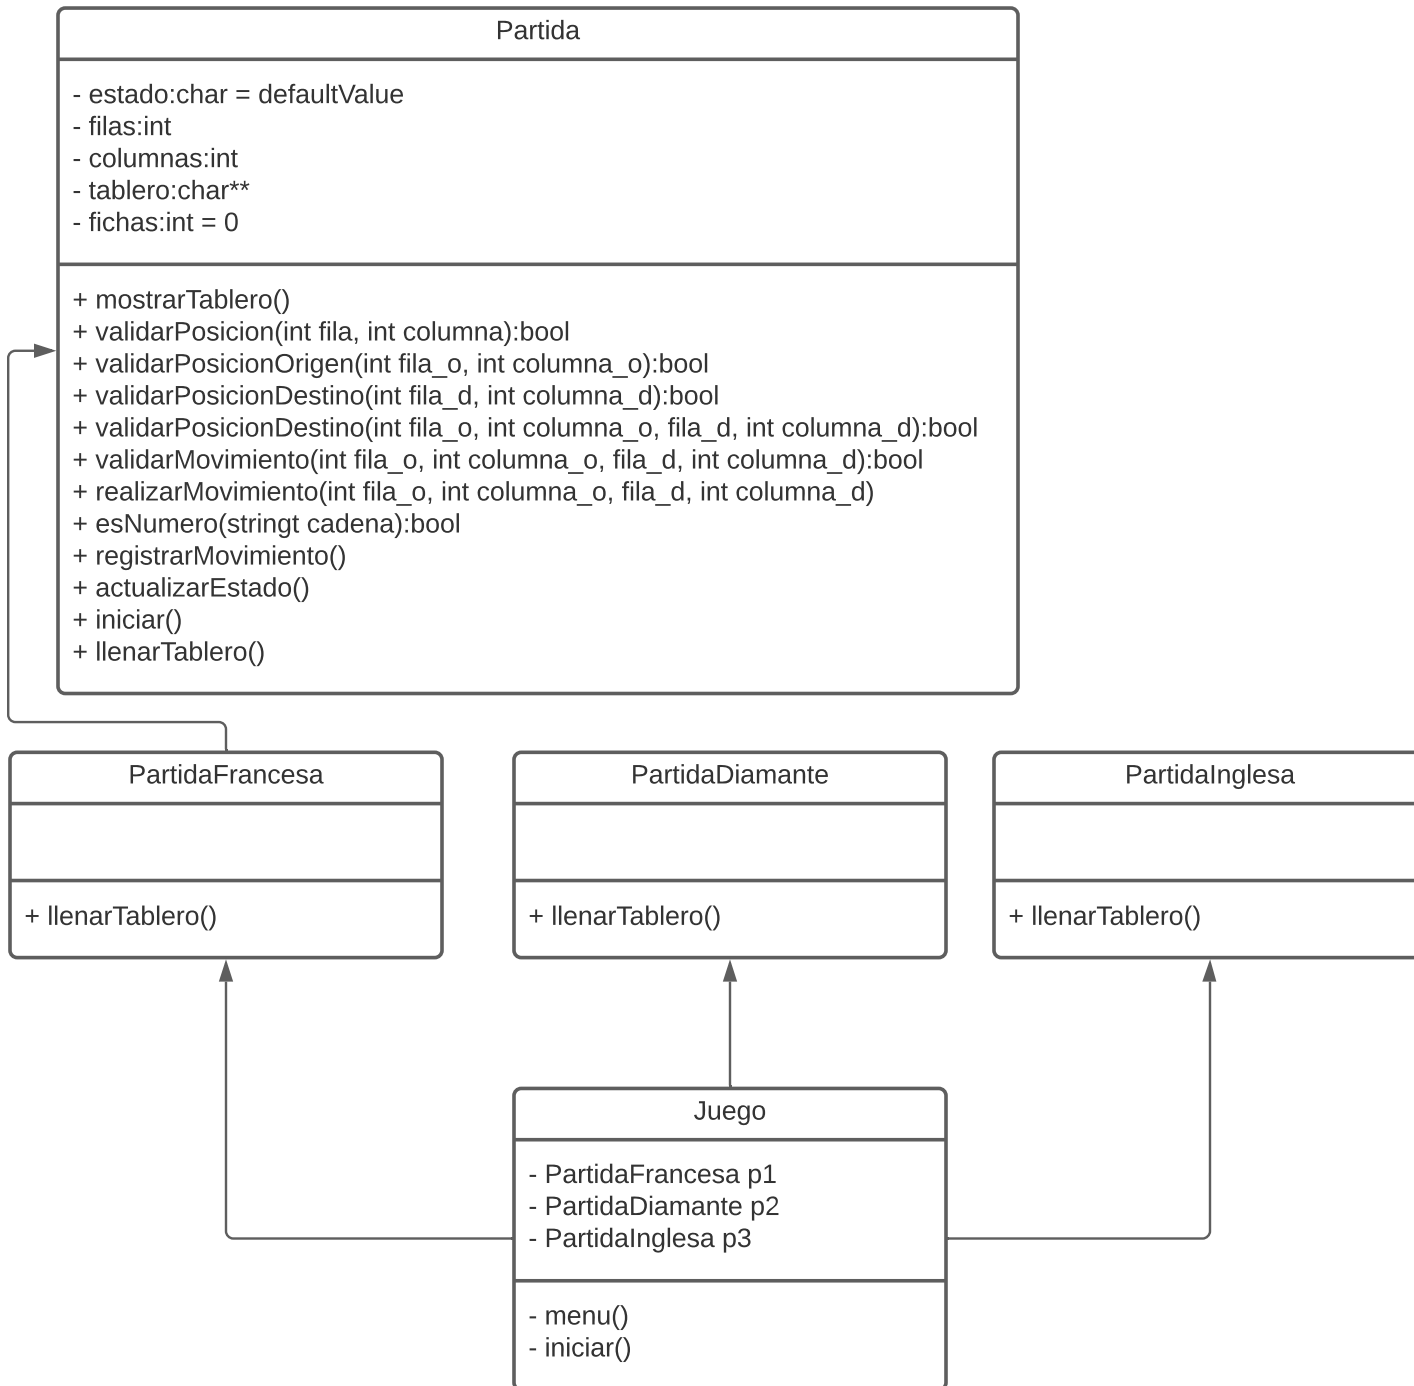 Partida
- estado:char = defaultValue
- filas:int
- columnas:int
- tablero:char**
- fichas:int = 0
+ mostrarTablero()
+ validarPosicion(int fila, int columna):bool
+ validarPosicionOrigen(int fila_o, int columna_o):bool
+ validarPosicionDestino(int fila_d, int columna_d):bool
+ validarPosicionDestino(int fila_o, int columna_o, fila_d, int columna_d):bool
+ validarMovimiento(int fila_o, int columna_o, fila_d, int columna_d):bool
+ realizarMovimiento(int fila_o, int columna_o, fila_d, int columna_d)
+ esNumero(stringt cadena):bool
+ registrarMovimiento()
+ actualizarEstado()
+ iniciar()
+ llenarTablero()
PartidaFrancesa
+ llenarTablero()
PartidaDiamante
+ llenarTablero()
PartidaInglesa
+ llenarTablero()
Juego
- PartidaFrancesa p1
- PartidaDiamante p2
- PartidaInglesa p3
- menu()
- iniciar()